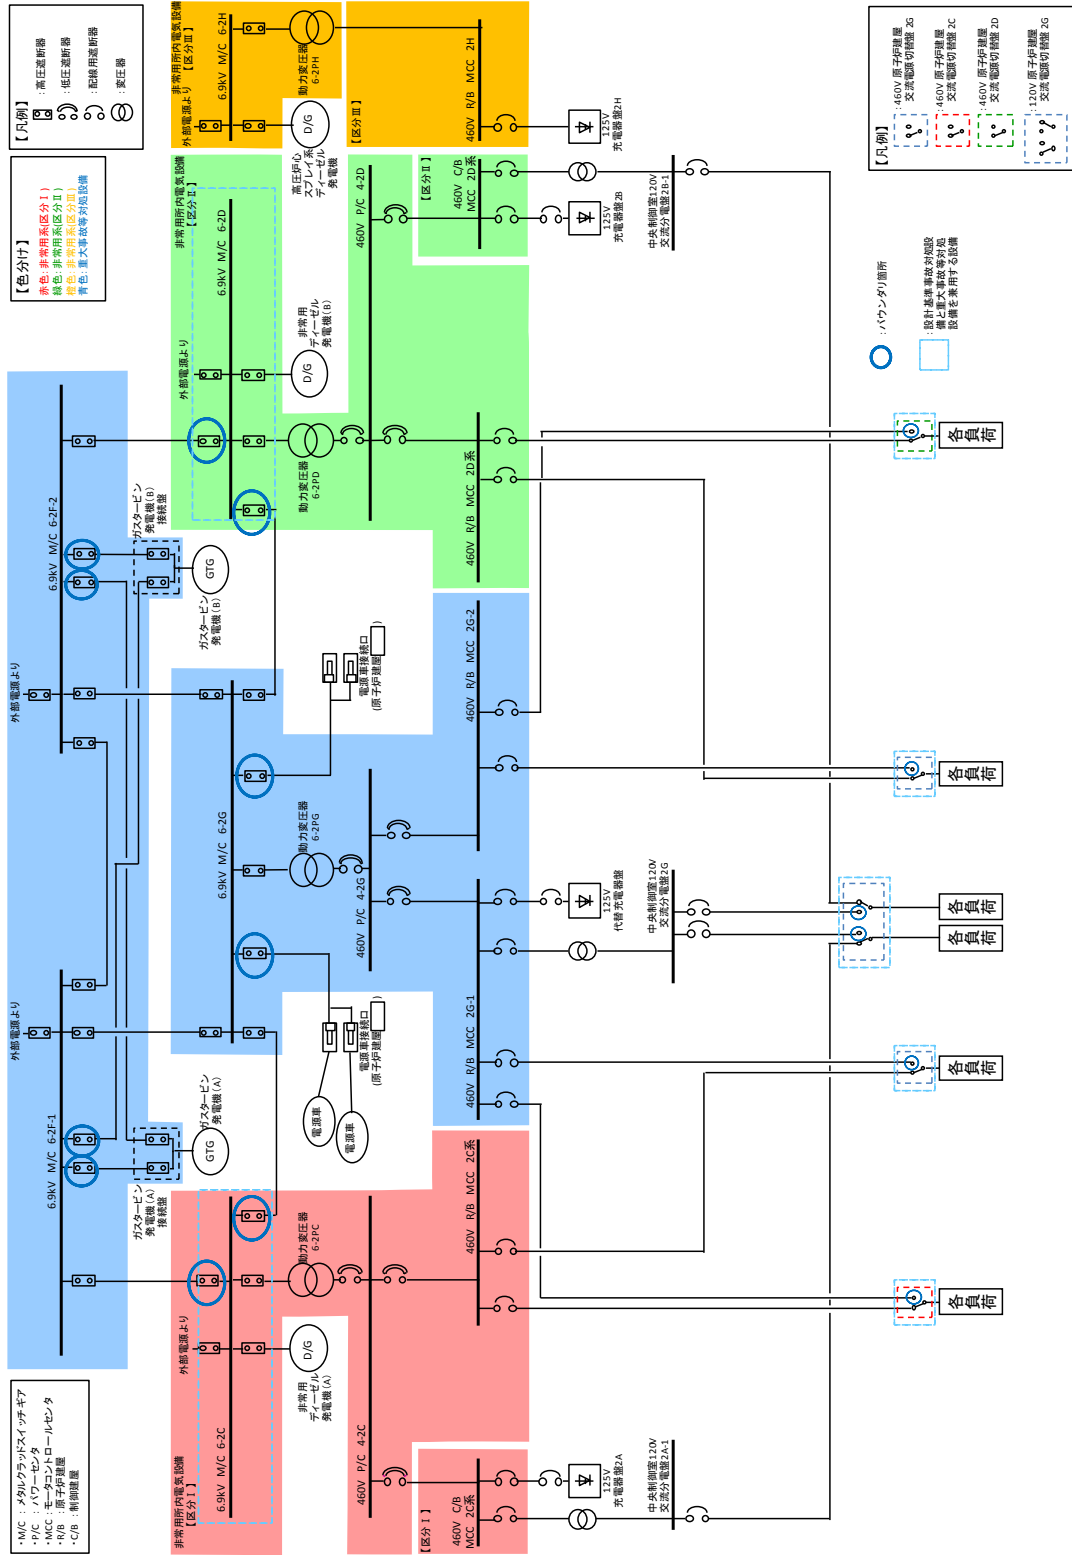 ・M/C : メタルクラッドスイッチギア
・P/C : パワーセンタ
・MCC : モータコントロールセンタ
・R/B : 原子炉建屋
・C/B : 制御建屋
【色分け】
赤色:非常用系(区分Ⅰ)
緑色:非常用系(区分Ⅱ)
橙色:非常用系(区分Ⅲ)
青色:重大事故等対処設備
【凡例】
:高圧遮断器
:低圧遮断器
:配線用遮断器
:変圧器
外部電源より
6.9kV M/C 6-2F-1
外部電源より
6.9kV M/C 6-2F-2
ガスタービン
発電機(A)
接続盤
GTG
ガスタービン
発電機(A)
ガスタービン
発電機(B)
接続盤
GTG
ガスタービン
発電機(B)
非常用所内電気設備
【区分Ⅰ】
外部電源より
6.9kV M/C 6-2C
D/G
非常用
ディーゼル
発電機(A)
動力変圧器
6-2PC
460V P/C 4-2C
【区分Ⅰ】
460V C/B
MCC 2C系
460V R/B MCC 2C系
125V
充電器盤2A
中央制御室120V
交流分電盤2A-1
6.9kV M/C 6-2G
動力変圧器
6-2PG
460V P/C 4-2G
電源車
電源車
電源車接続口
(原子炉建屋 )
電源車接続口
(原子炉建屋 )
460V R/B MCC 2G-1
460V R/B MCC 2G-2
125V
代替充電器盤
中央制御室120V
交流分電盤2G
非常用所内電気設備
【区分Ⅱ】
外部電源より
6.9kV M/C 6-2D
D/G
非常用
ディーゼル
発電機(B)
動力変圧器
6-2PD
460V P/C 4-2D
【区分Ⅱ】
460V C/B
MCC 2D系
460V R/B MCC 2D系
125V
充電器盤2B
中央制御室120V
交流分電盤2B-1
非常用所内電気設備
【区分Ⅲ】
外部電源より
6.9kV M/C 6-2H
D/G
高圧炉心
スプレイ系
ディーゼル
発電機
動力変圧器
6-2PH
【区分Ⅲ】
460V R/B MCC 2H
125V
充電器盤2H
各負荷
各負荷
各負荷
各負荷
各負荷
各負荷
:バウンダリ箇所
:設計基準事故対処設
備と重大事故等対処
設備を兼用する設備
【凡例】
:460V 原子炉建屋
交流電源切替盤 2G
:460V 原子炉建屋
交流電源切替盤 2C
:460V 原子炉建屋
交流電源切替盤 2D
:120V 原子炉建屋
交流電源切替盤 2G